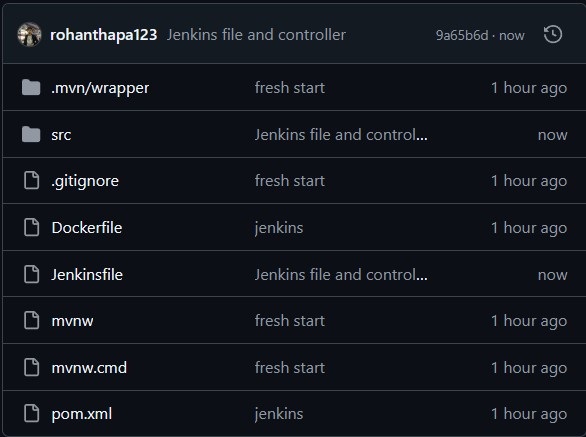 rohanthapa123 Jenkins file and controller 9a65b6d · now
.mvn/wrapper fresh start 1 hour ago
src Jenkins file and control... now
.gitignore fresh start 1 hour ago
Dockerfile jenkins 1 hour ago
Jenkinsfile Jenkins file and control... now
mvnw fresh start 1 hour ago
mvnw.cmd fresh start 1 hour ago
pom.xml jenkins 1 hour ago